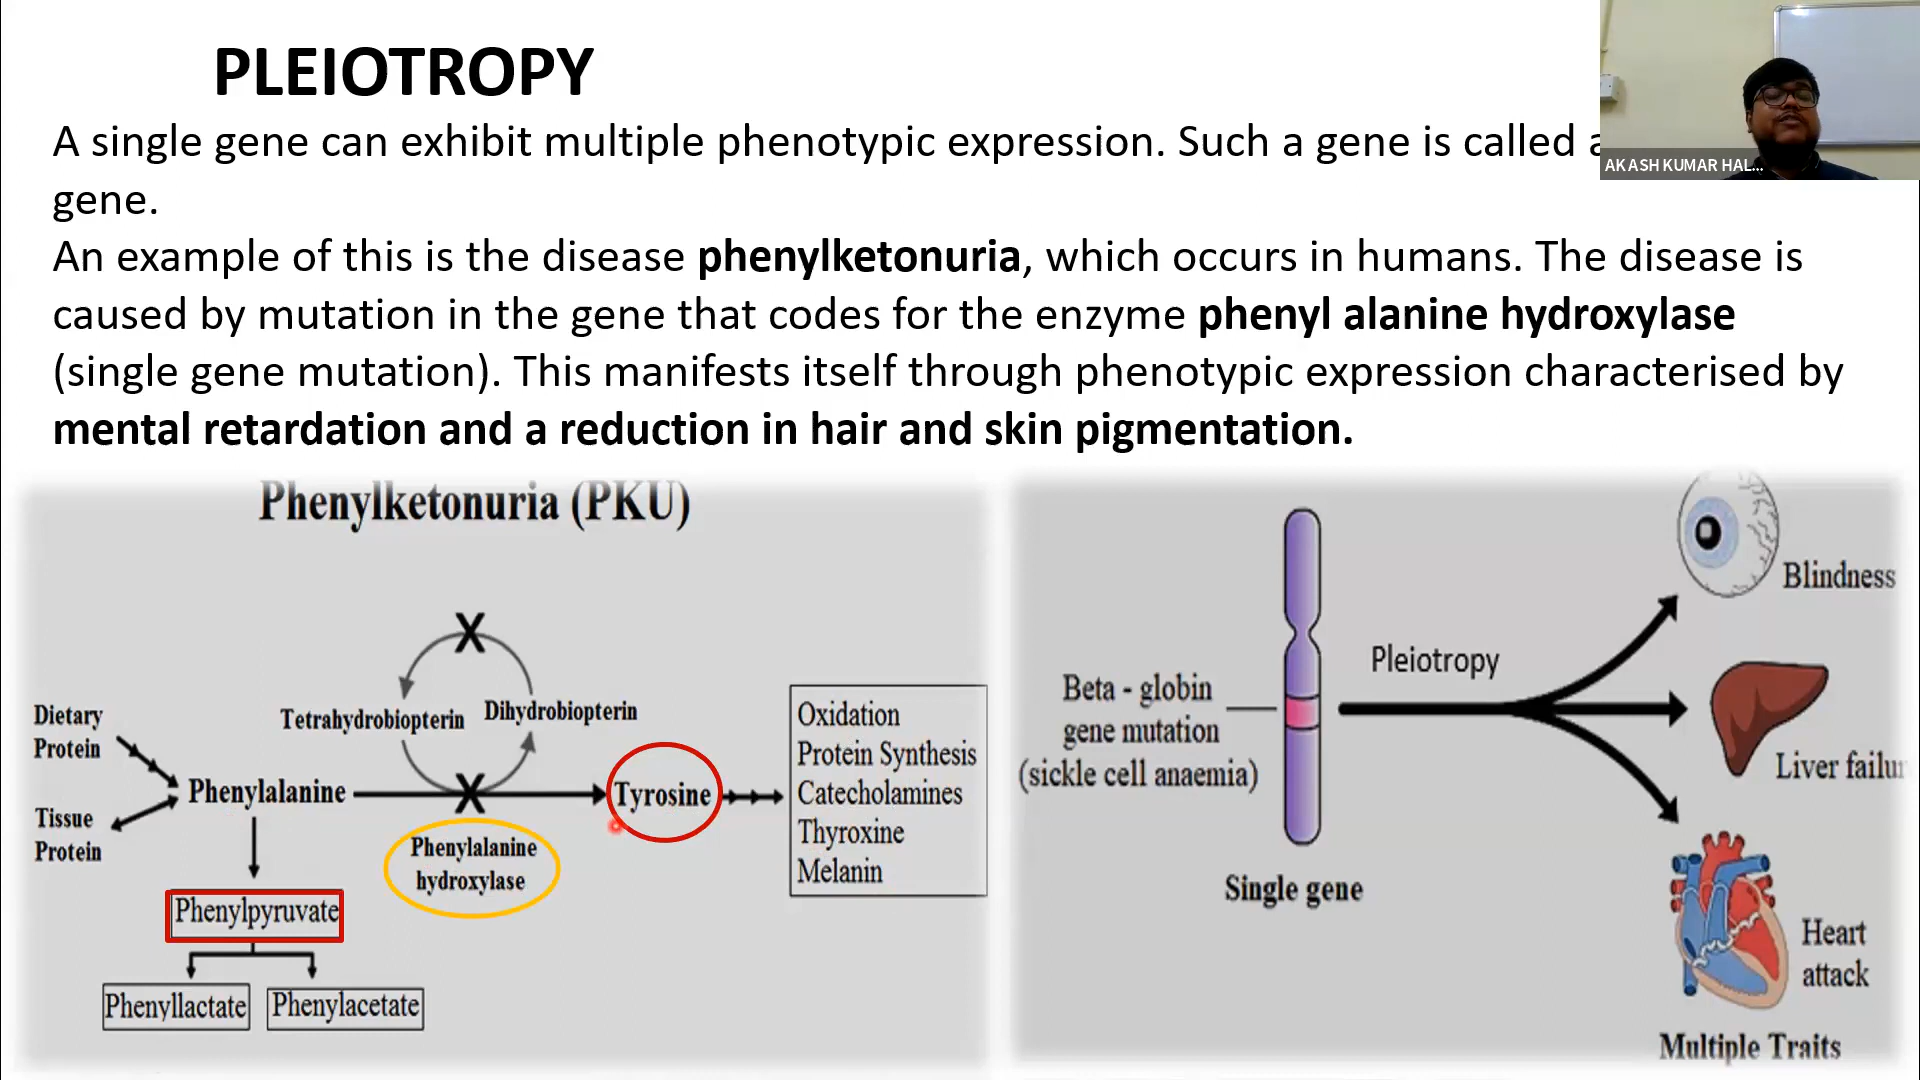 PLEIOTROPY
A single gene can exhibit multiple phenotypic expression. Such a gene is called
gene.
An example of this is the disease phenylketonuria, which occurs in humans. The disease is
caused by mutation in the gene that codes for the enzyme phenyl alanine hydroxylase
(single gene mutation). This manifests itself through phenotypic expression characterised by
mental retardation and a reduction in hair and skin pigmentation.
AKASH KUMAR HAL...
Phenylketonuria (PKU)
X
Tetrahydrobiopterin
Dihydrobiopterin
Dietary
Protein
Phenylalanine
X
Tyrosine
Tissue
Protein
Phenylalanine
hydroxylase
Oxidation
Protein Synthesis
Catecholamines
Thyroxine
Melanin
Phenylpyruvate
Phenyllactate
Phenylacetate
Beta - globin
gene mutation
(sickle cell anaemia)
Single gene
Pleiotropy
Blindness
Liver failur
Heart
attack
Multiple Traits